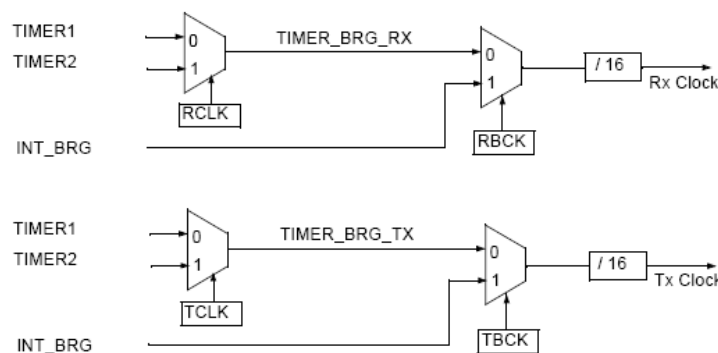 TIMER1
0
TIMER_BRG_RX
TIMER2
1
0
/ 16
1
Rx Clock
RCLK
RBCK
INT_BRG
TIMER1
0
TIMER_BRG_TX
TIMER2
1
0
/ 16
1
Tx Clock
TCLK
TBCK
INT_BRG